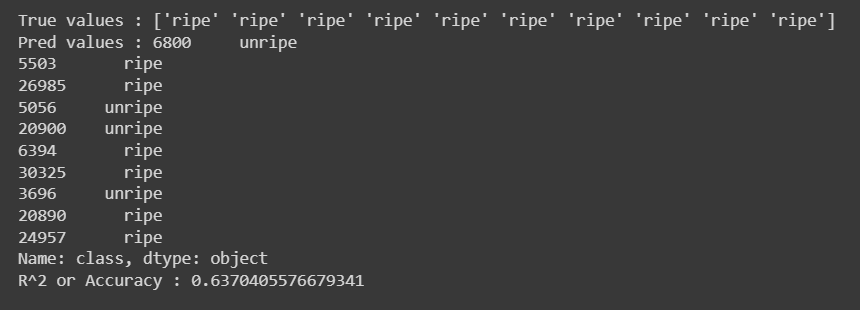 True values : ['ripe' 'ripe' 'ripe' 'ripe' 'ripe' 'ripe' 'ripe' 'ripe' 'ripe' 'ripe']
Pred values : 6800     unripe
5503       ripe
26985      ripe
5056     unripe
20900    unripe
6394       ripe
30325      ripe
3696     unripe
20890      ripe
24957      ripe
Name: class, dtype: object
R^2 or Accuracy : 0.6370405576679341